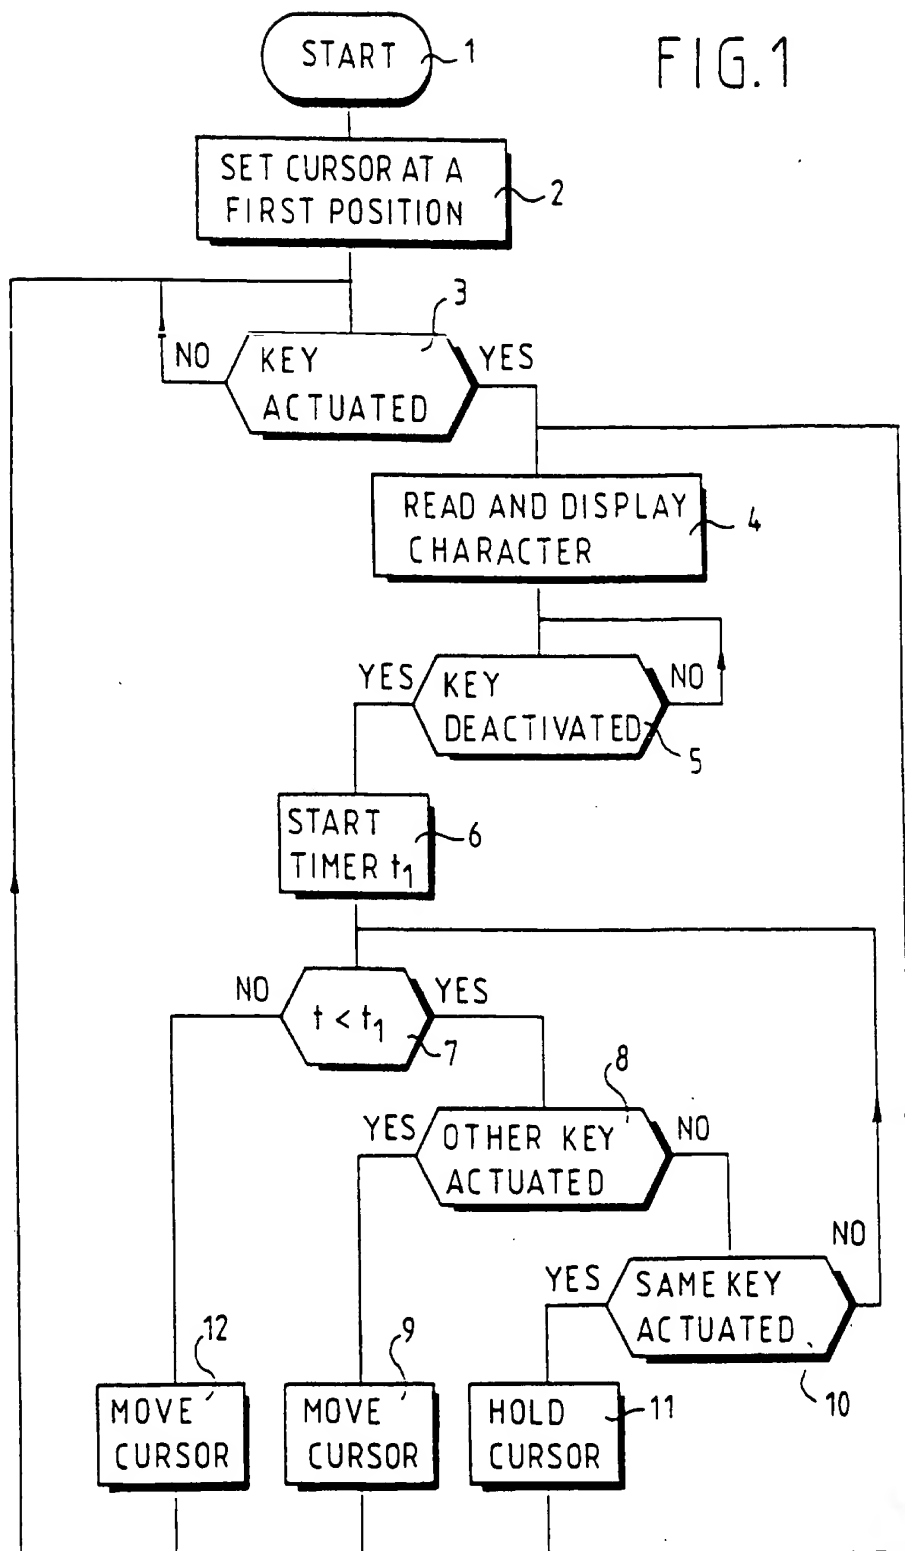 FIG.1
START
1
SET CURSOR AT A
FIRST POSITION
2
3
NO
KEY
ACTUATED
YES
READ AND DISPLAY
CHARACTER
4
YES
KEY
DEACTIVATED
NO
5
START
TIMER t1
6
NO
t < t1
YES
7
8
YES
OTHER KEY
ACTUATED
NO
NO
YES
SAME KEY
ACTUATED
10
12
MOVE
CURSOR
9
MOVE
CURSOR
11
HOLD
CURSOR